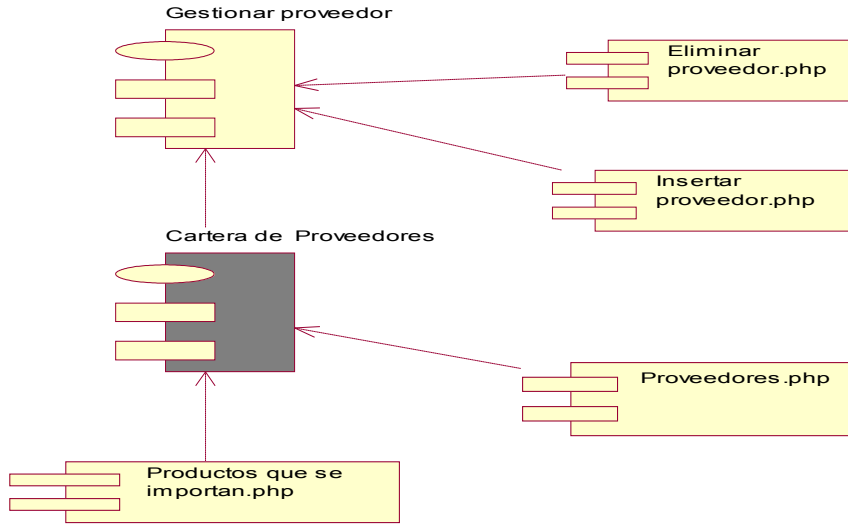 Gestionar proveedor
Eliminar
proveedor.php
Insertar
proveedor.php
Cartera de Proveedores
Proveedores.php
Productos que se
importan.php